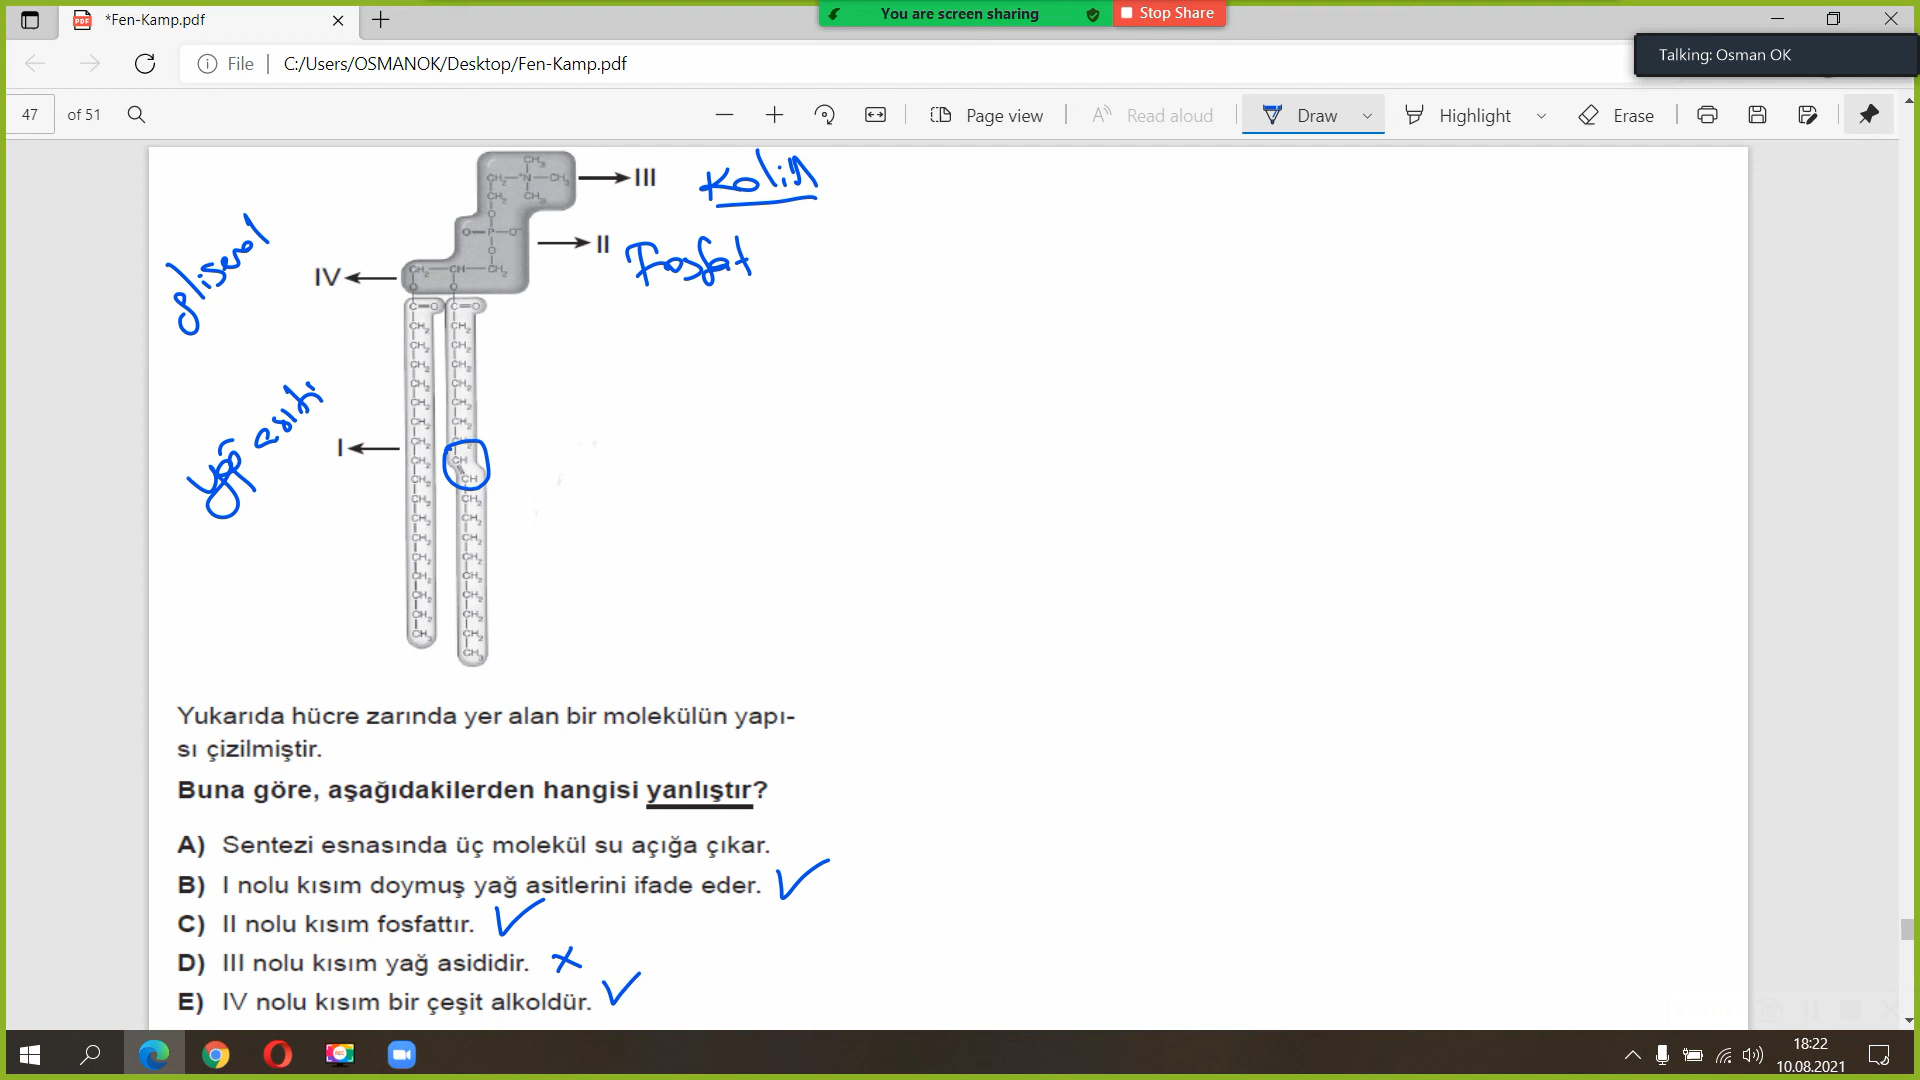 *Fen-Kamp.pdf
You are screen sharing
Stop Share
Talking: Osman OK
File
C:/Users/OSMANOK/Desktop/Fen-Kamp.pdf
47 of 51
Page view
Read aloud
Draw
Highlight
Erase
III
Kolin
II
Fosfat
gliserol
IV
yağ asiti
I
Yukarıda hücre zarında yer alan bir molekülün yapı-
sı çizilmiştir.
Buna göre, aşağıdakilerden hangisi yanlıştır?
A) Sentezi esnasında üç molekül su açığa çıkar.
B) I nolu kısım doymuş yağ asitlerini ifade eder.
C) II nolu kısım fosfattır.
D) III nolu kısım yağ asididir.
E) IV nolu kısım bir çeşit alkoldür.
18:22
10.08.2021